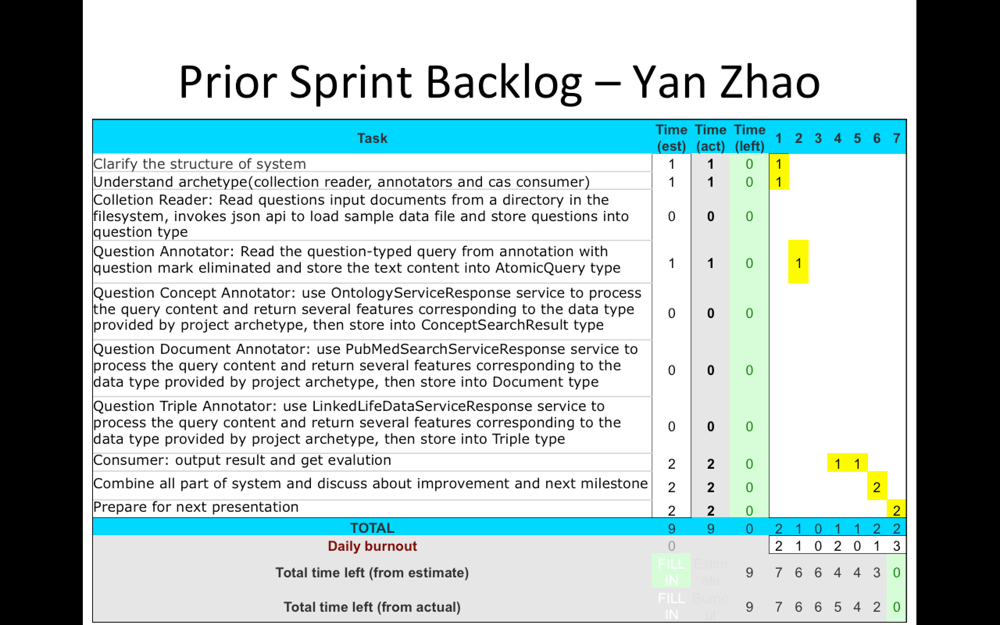 Prior Sprint Backlog – Yan Zhao
Task Time (est) Time (act) Time (left) 1 2 3 4 5 6 7
Clarify the structure of system 1 1 0 1
Understand archetype(collection reader, annotators and cas consumer) 1 1 0 1
Colletion Reader: Read questions input documents from a directory in the
filesystem, invokes json api to load sample data file and store questions into
question type
0 0 0
Question Annotator: Read the question-typed query from annotation with
question mark eliminated and store the text content into AtomicQuery type
1 1 0 1
Question Concept Annotator: use OntologyServiceResponse service to process
the query content and return several features corresponding to the data type
provided by project archetype, then store into ConceptSearchResult type
0 0 0
Question Document Annotator: use PubMedSearchServiceResponse service to
process the query content and return several features corresponding to the
data type provided by project archetype, then store into Document type
0 0 0
Question Triple Annotator: use LinkedLifeDataServiceResponse service to
process the query content and return several features corresponding to the
data type provided by project archetype, then store into Triple type
0 0 0
Consumer: output result and get evalution 2 2 0 1 1
Combine all part of system and discuss about improvement and next milestone 2 2 0 2
Prepare for next presentation 2 2 0 2
TOTAL 9 9 0 2 1 0 1 1 2 2
Daily burnout 0 2 1 0 2 0 1 3
Total time left (from estimate) FILL IN Estimate 9 7 6 6 4 4 3 0
Total time left (from actual) FILL IN Burnout 9 7 6 6 5 4 2 0